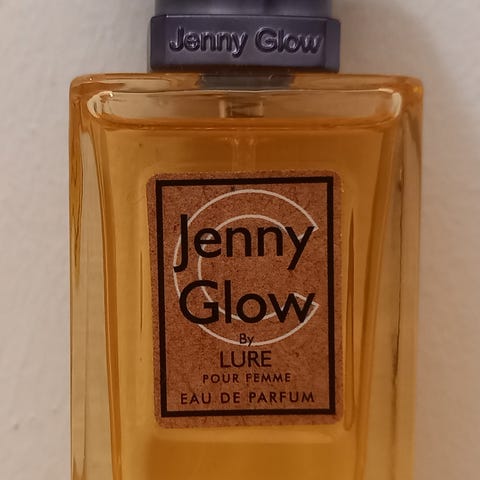 Jenny Glow
Jenny
Glow
By
LURE
POUR FEMME
EAU DE PARFUM